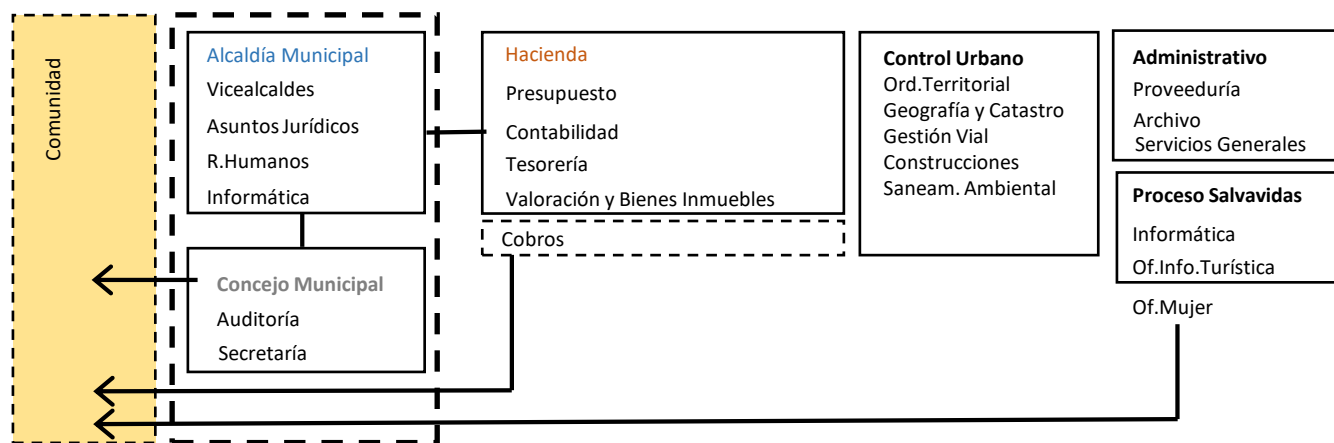 Comunidad
Alcaldía Municipal
Vicealcaldes
Asuntos Jurídicos
R.Humanos
Informática
Concejo Municipal
Auditoría
Secretaría
Hacienda
Presupuesto
Contabilidad
Tesorería
Valoración y Bienes Inmuebles
Cobros
Control Urbano
Ord.Territorial
Geografía y Catastro
Gestión Vial
Construcciones
Saneam. Ambiental
Administrativo
Proveeduría
Archivo
Servicios Generales
Proceso Salvavidas
Informática
Of.Info.Turística
Of.Mujer